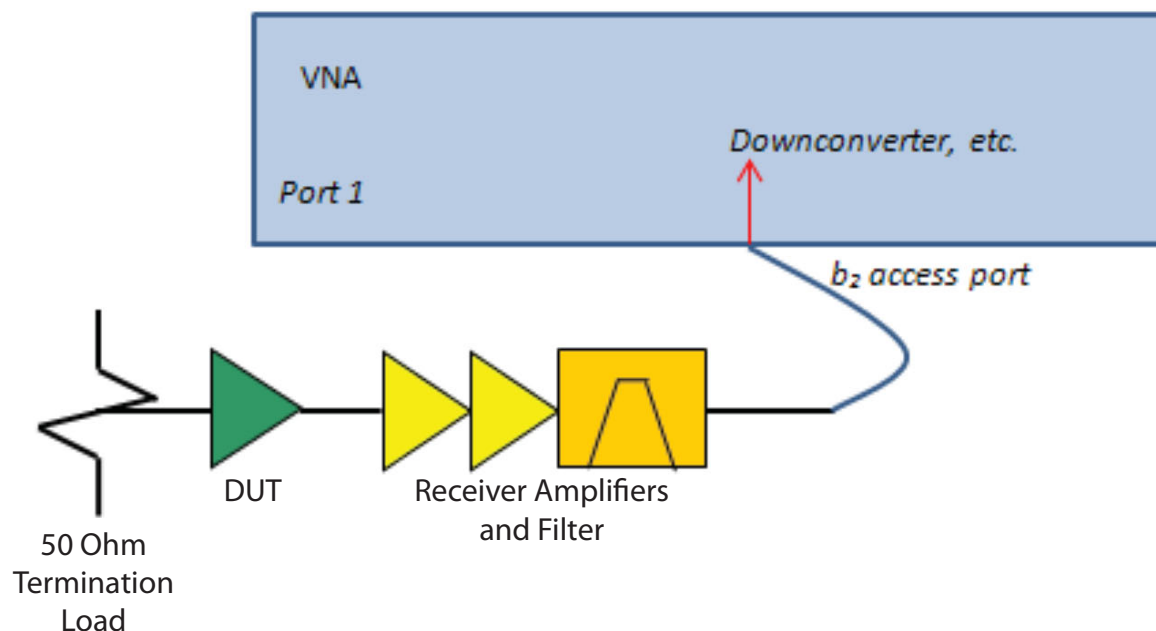 VNA
Downconverter, etc.
Port 1
b₂ access port
DUT
Receiver Amplifiers
and Filter
50 Ohm
Termination
Load